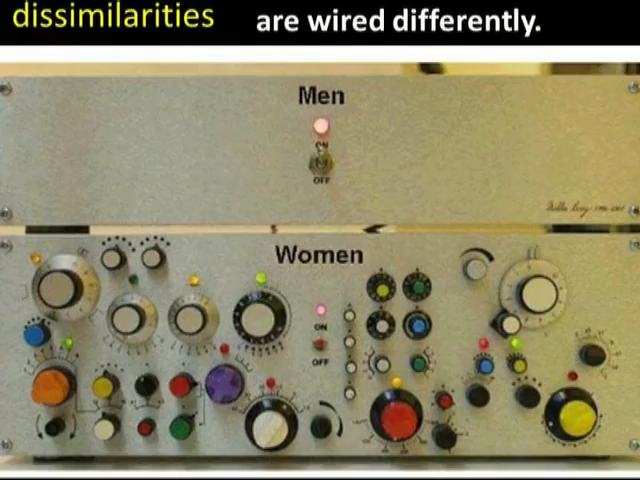 dissimilarities are wired differently.
Men
ON
OFF
Women
ON
OFF